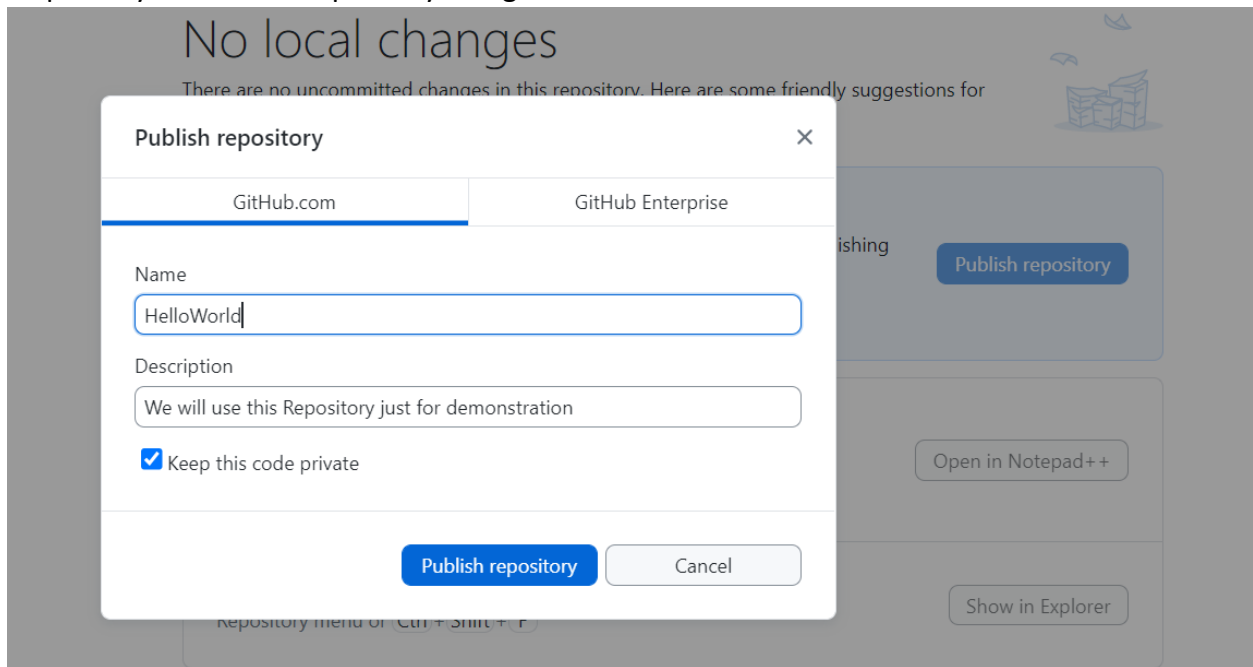 No local changes
There are no uncommitted changes in this repository. Here are some friendly suggestions for
Publish repository
GitHub.com GitHub Enterprise
ishing
Publish repository
Name
HelloWorld
Description
We will use this Repository just for demonstration
Keep this code private
Open in Notepad++
Publish repository Cancel
Show in Explorer
Repository menu or Ctrl + Shift + F